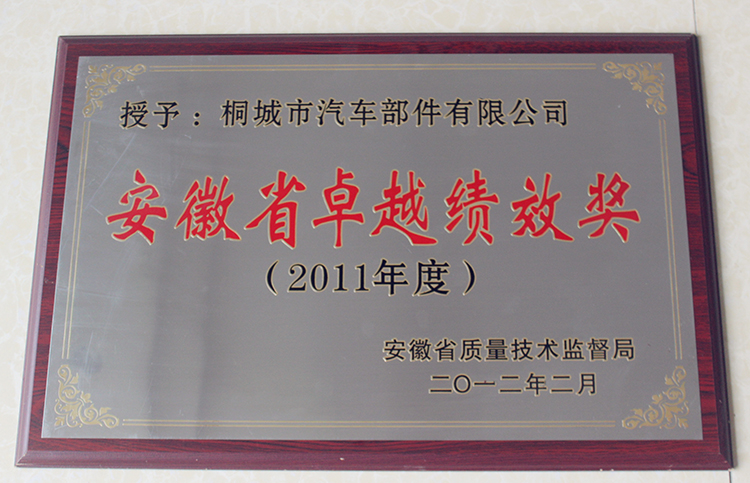 授予：桐城市汽车部件有限公司
安徽省卓越绩效奖
（2011年度）
安徽省质量技术监督局
二〇一二年二月